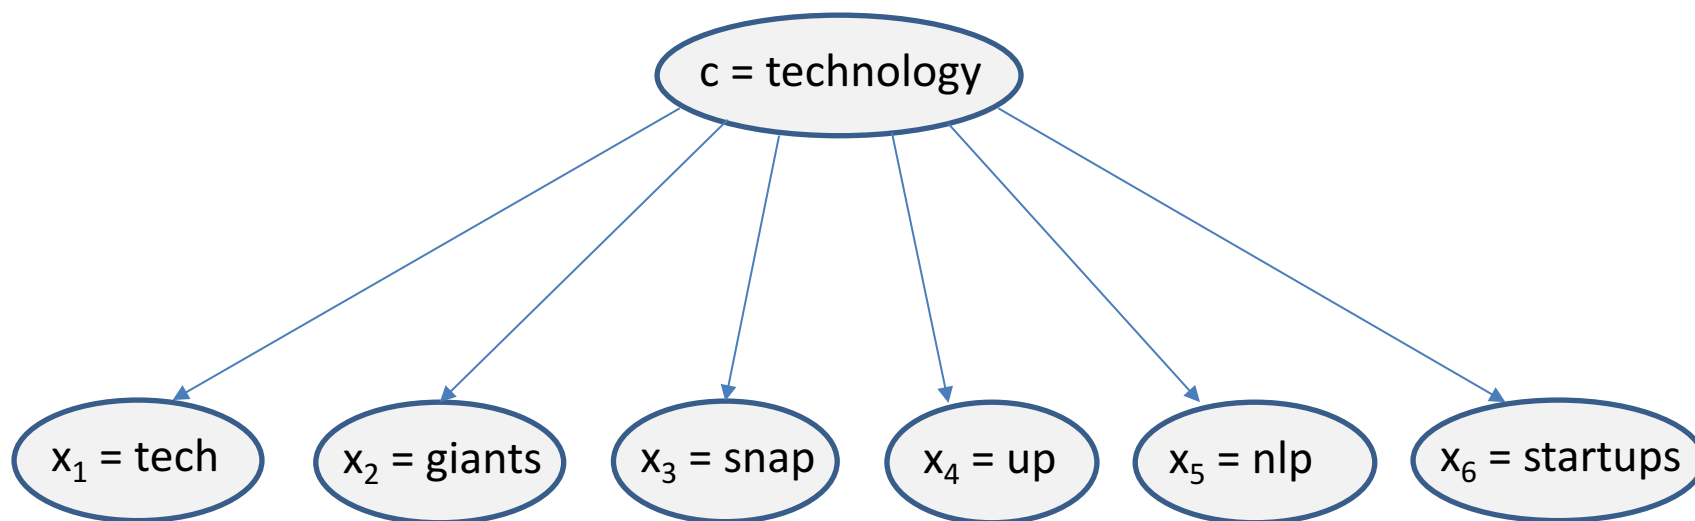 c = technology
x₁ = tech
x₂ = giants
x₃ = snap
x₄ = up
x₅ = nlp
x₆ = startups